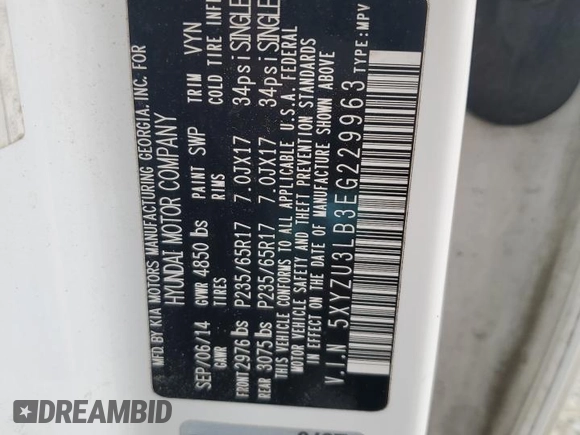 MFD BY KIA MOTORS MANUFACTURING GEORGIA, INC. FOR
HYUNDAI MOTOR COMPANY
SEP/06/14 GVWR 4850 lbs PAINT SWP TRIM VYN
GAWR TIRES RIMS COLD TIRE INF
FRONT 2976 lbs P235/65R17 7.0JX17 34psi SINGLE
REAR 3075 lbs P235/65R17 7.0JX17 34psi SINGLE
THIS VEHICLE CONFORMS TO ALL APPLICABLE U.S.A. FEDERAL
MOTOR VEHICLE SAFETY AND THEFT PREVENTION STANDARDS
IN EFFECT ON THE DATE OF MANUFACTURE SHOWN ABOVE
V.I.N 5XYZU3LB3EG229963 TYPE:MPV
DREAMBID